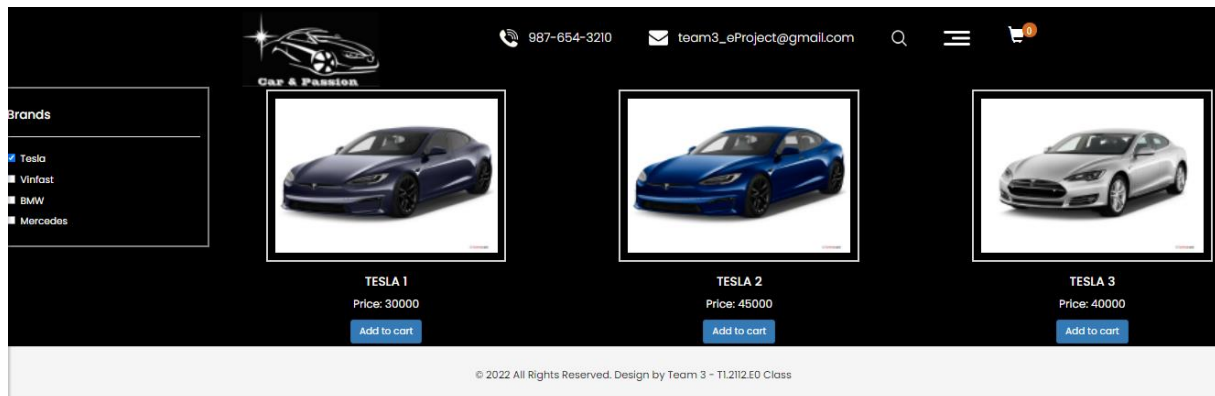 Car & Passion
987-654-3210
team3_eProject@gmail.com
0
Brands
Tesla
Vinfast
BMW
Mercedes
TESLA 1
Price: 30000
Add to cart
TESLA 2
Price: 45000
Add to cart
TESLA 3
Price: 40000
Add to cart
© 2022 All Rights Reserved. Design by Team 3 - T1.2112.E0 Class